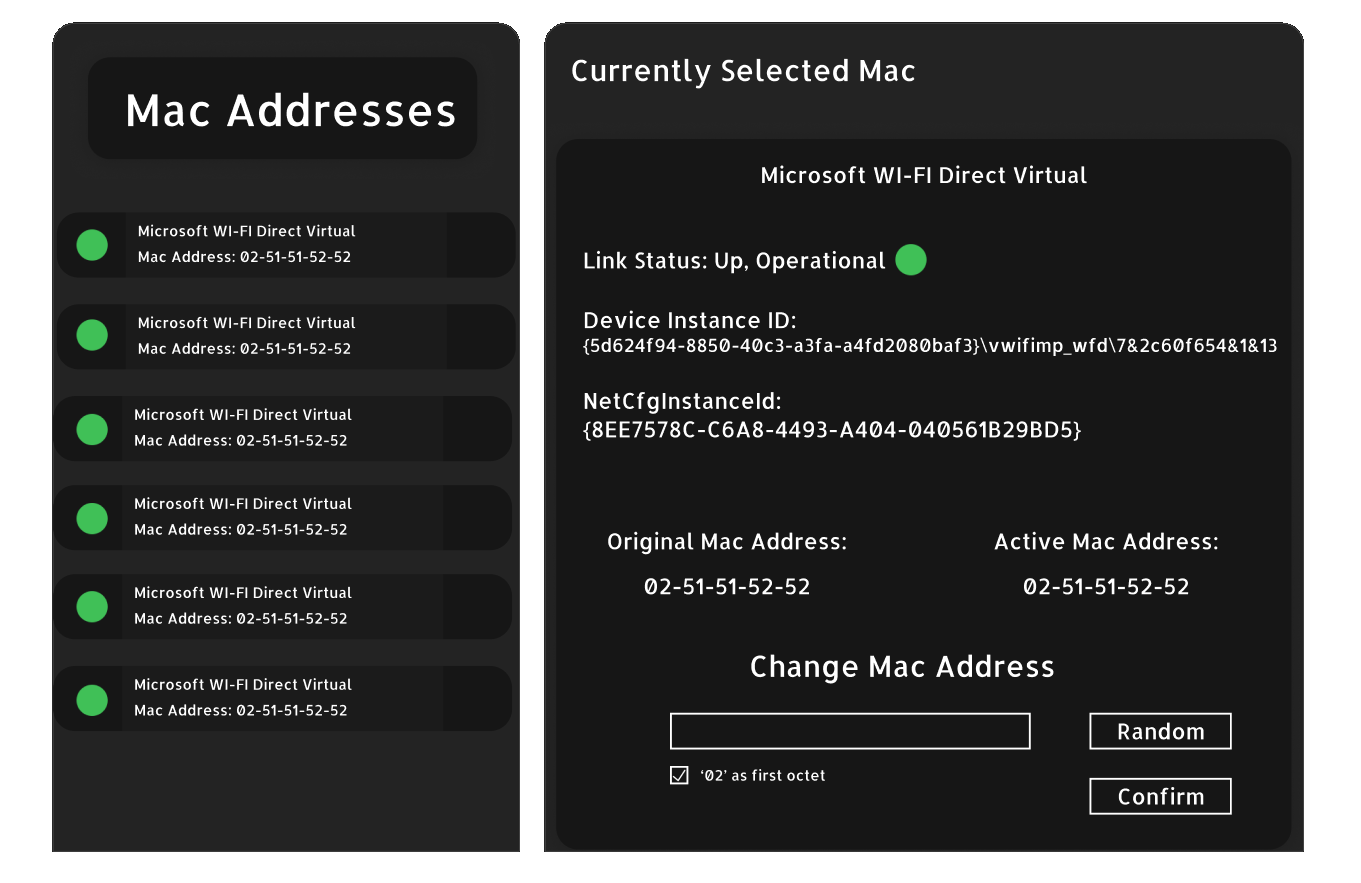 Mac Addresses
Microsoft WI-FI Direct Virtual
Mac Address: 02-51-51-52-52
Microsoft WI-FI Direct Virtual
Mac Address: 02-51-51-52-52
Microsoft WI-FI Direct Virtual
Mac Address: 02-51-51-52-52
Microsoft WI-FI Direct Virtual
Mac Address: 02-51-51-52-52
Microsoft WI-FI Direct Virtual
Mac Address: 02-51-51-52-52
Microsoft WI-FI Direct Virtual
Mac Address: 02-51-51-52-52
Currently Selected Mac
Microsoft WI-FI Direct Virtual
Link Status: Up, Operational
Device Instance ID:
{5d624f94-8850-40c3-a3fa-a4fd2080baf3}\vwifimp_wfd\7&2c60f654&1&13
NetCfgInstanceId:
{8EE7578C-C6A8-4493-A404-040561B29BD5}
Original Mac Address:
02-51-51-52-52
Active Mac Address:
02-51-51-52-52
Change Mac Address
Random
‘02’ as first octet
Confirm